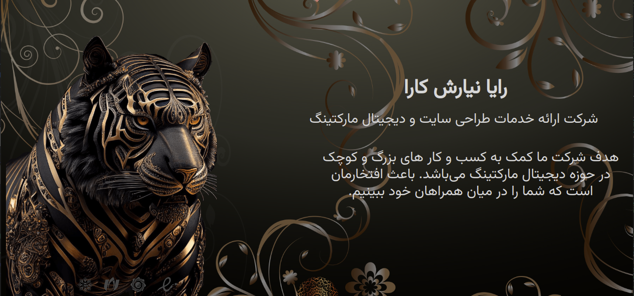 رایا نیارش کارا
شرکت ارائه خدمات طراحی سایت و دیجیتال مارکتینگ
هدف شرکت ما کمک به کسب و کار های بزرگ و کوچک
در حوزه دیجیتال مارکتینگ می‌باشد. باعث افتخارمان
است که شما را در میان همراهان خود ببینیم.